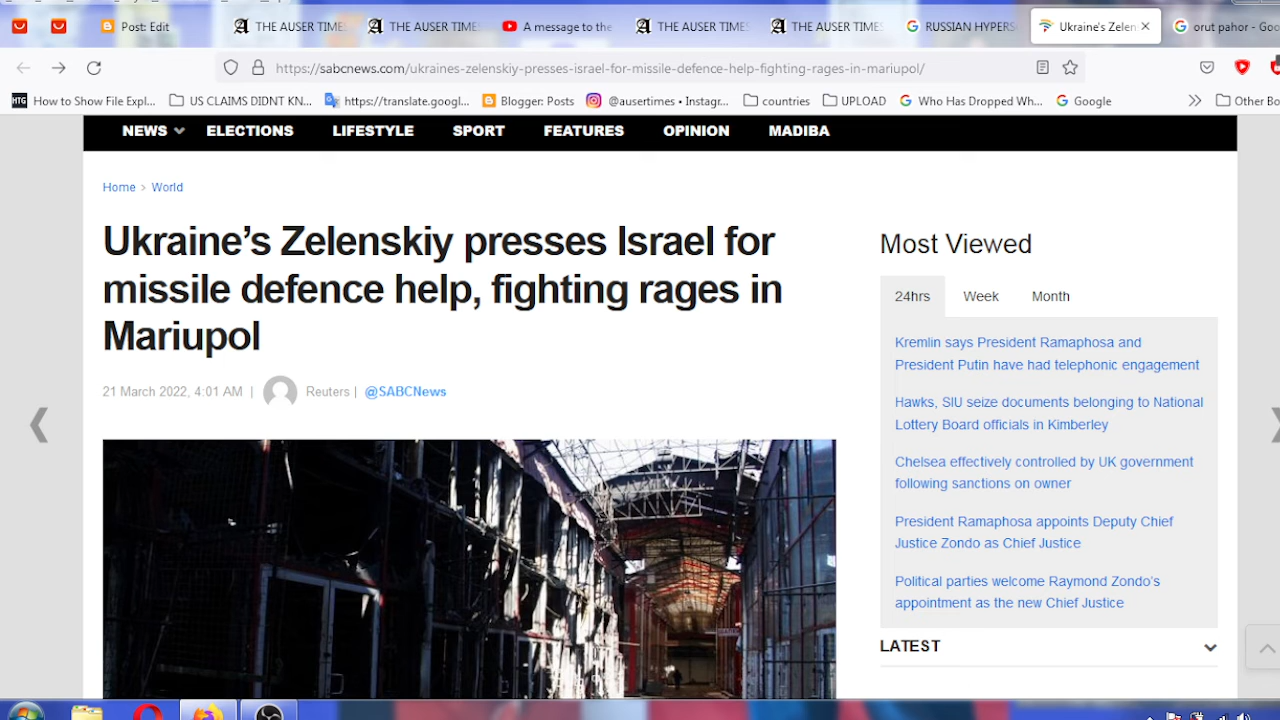 Post: Edit
THE AUSER TIMES
THE AUSER TIMES
A message to the
THE AUSER TIMES
THE AUSER TIMES
RUSSIAN HYPERS
Ukraine's Zelen
orut pahor - Goo
https://sabcnews.com/ukraines-zelenskiy-presses-israel-for-missile-defence-help-fighting-rages-in-mariupol/
HTG How to Show File Expl...
US CLAIMS DIDNT KN...
https://translate.googl...
Blogger: Posts
@ausertimes • Instagr...
countries
UPLOAD
Who Has Dropped Wh...
Google
Other Bo
NEWS ELECTIONS LIFESTYLE SPORT FEATURES OPINION MADIBA
Home > World
Ukraine’s Zelenskiy presses Israel for
missile defence help, fighting rages in
Mariupol
21 March 2022, 4:01 AM | Reuters | @SABCNews
Most Viewed
24hrs Week Month
Kremlin says President Ramaphosa and
President Putin have had telephonic engagement
Hawks, SIU seize documents belonging to National
Lottery Board officials in Kimberley
Chelsea effectively controlled by UK government
following sanctions on owner
President Ramaphosa appoints Deputy Chief
Justice Zondo as Chief Justice
Political parties welcome Raymond Zondo’s
appointment as the new Chief Justice
LATEST